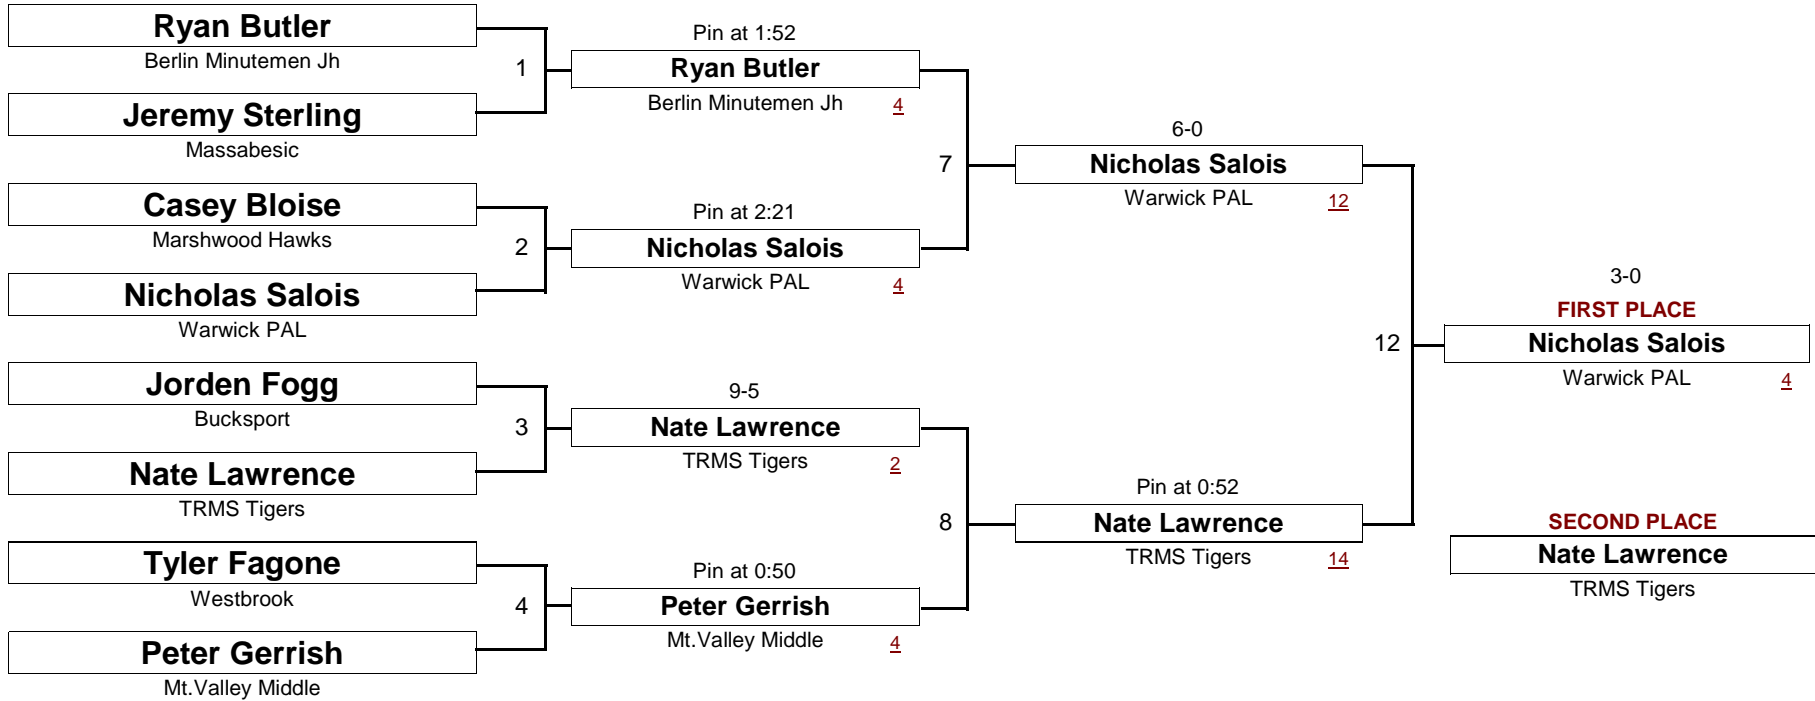 Ryan Butler
Berlin Minutemen Jh
1
Jeremy Sterling
Massabesic
Pin at 1:52
Ryan Butler
Berlin Minutemen Jh 4
Casey Bloise
Marshwood Hawks
2
Nicholas Salois
Warwick PAL
Pin at 2:21
Nicholas Salois
Warwick PAL 4
7
6-0
Nicholas Salois
Warwick PAL 12
Jorden Fogg
Bucksport
3
Nate Lawrence
TRMS Tigers
9-5
Nate Lawrence
TRMS Tigers 2
Tyler Fagone
Westbrook
4
Peter Gerrish
Mt.Valley Middle
Pin at 0:50
Peter Gerrish
Mt.Valley Middle 4
8
Pin at 0:52
Nate Lawrence
TRMS Tigers 14
12
3-0
FIRST PLACE
Nicholas Salois
Warwick PAL 4
SECOND PLACE
Nate Lawrence
TRMS Tigers